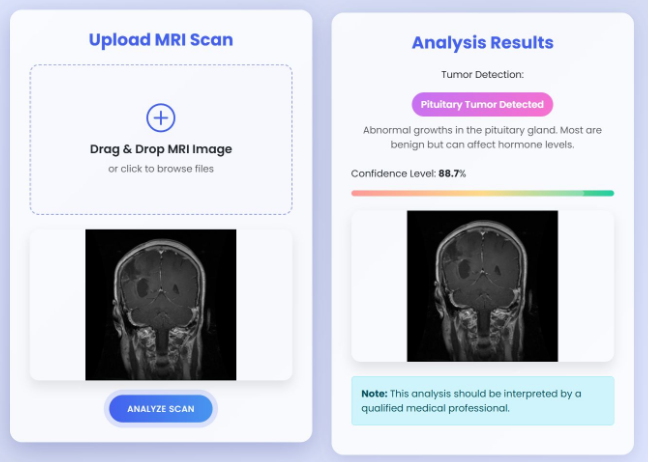 Upload MRI Scan
Drag & Drop MRI Image
or click to browse files
ANALYZE SCAN
Analysis Results
Tumor Detection:
Pituitary Tumor Detected
Abnormal growths in the pituitary gland. Most are
benign but can affect hormone levels.
Confidence Level: 88.7%
Note: This analysis should be interpreted by a
qualified medical professional.